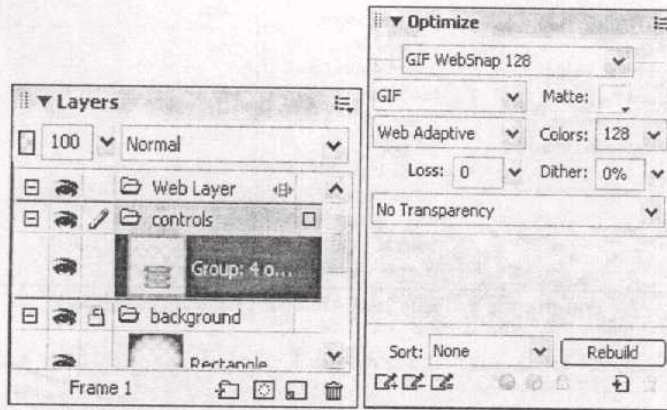 Layers
100 Normal
Web Layer
controls
Group: 4 o...
background
Rectangle
Frame 1
Optimize
GIF WebSnap 128
GIF Matte:
Web Adaptive Colors: 128
Loss: 0 Dither: 0%
No Transparency
Sort: None Rebuild